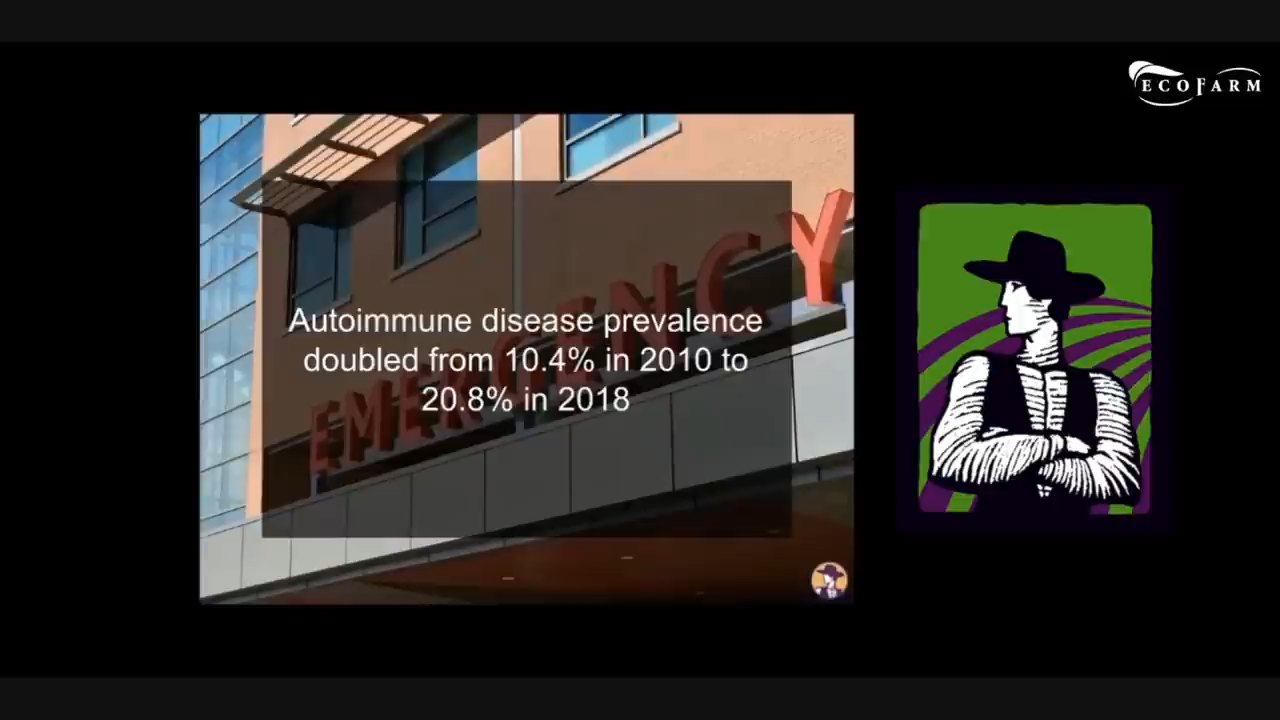 ECOFARM
EMERGENCY
Autoimmune disease prevalence
doubled from 10.4% in 2010 to
20.8% in 2018